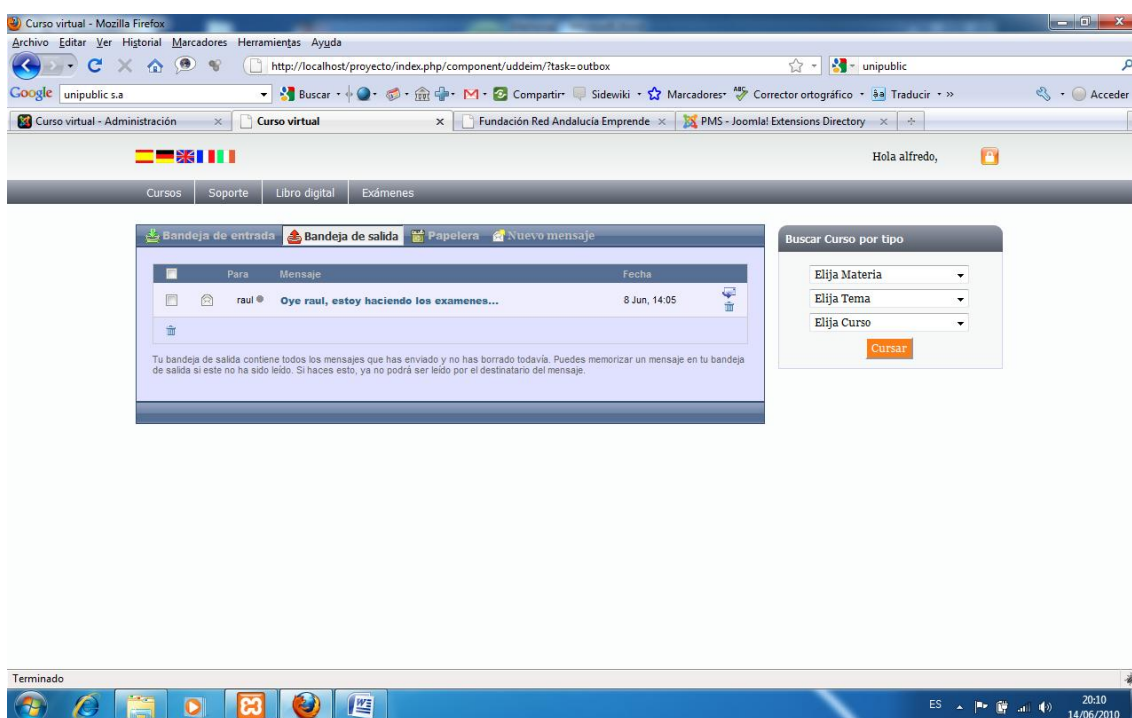 Curso virtual - Mozilla Firefox
Archivo Editar Ver Historial Marcadores Herramientas Ayuda
http://localhost/proyecto/index.php/component/uddeim/?task=outbox unipublic
Google unipublic s.a Buscar Compartir Sidewiki Marcadores Corrector ortográfico Traducir » Acceder
Curso virtual - Administración Curso virtual Fundación Red Andalucía Emprende PMS - Joomla! Extensions Directory
Hola alfredo,
Cursos Soporte Libro digital Exámenes
Bandeja de entrada Bandeja de salida Papelera Nuevo mensaje
Para Mensaje Fecha
raul Oye raul, estoy haciendo los examenes... 8 Jun, 14:05
Tu bandeja de salida contiene todos los mensajes que has enviado y no has borrado todavía. Puedes memorizar un mensaje en tu bandeja
de salida si este no ha sido leído. Si haces esto, ya no podrá ser leído por el destinatario del mensaje.
Buscar Curso por tipo
Elija Materia
Elija Tema
Elija Curso
Cursar
Terminado
ES 20:10
14/06/2010